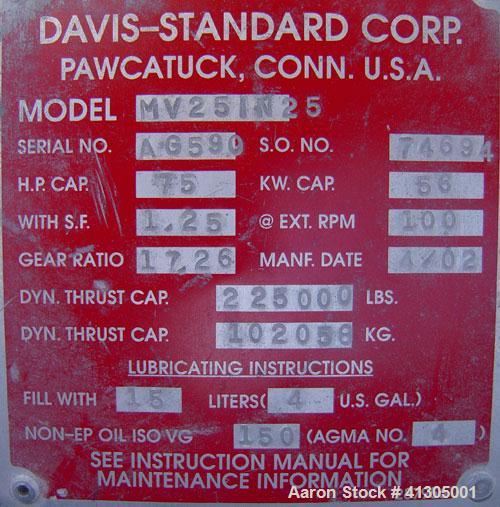 DAVIS-STANDARD CORP.
PAWCATUCK, CONN. U.S.A.
MODEL MV25IN25
SERIAL NO. AG590 S.O. NO. 74694
H.P. CAP. 75 KW. CAP. 56
WITH S.F. 1.25 @ EXT. RPM 100
GEAR RATIO 17.26 MANF. DATE 4-02
DYN. THRUST CAP. 225000 LBS.
DYN. THRUST CAP. 102058 KG.
LUBRICATING INSTRUCTIONS
FILL WITH 15 LITERS( 4 U.S. GAL.)
NON-EP OIL ISO VG 150 (AGMA NO. 4 )
SEE INSTRUCTION MANUAL FOR
MAINTENANCE INFORMATION
Aaron Stock # 41305001